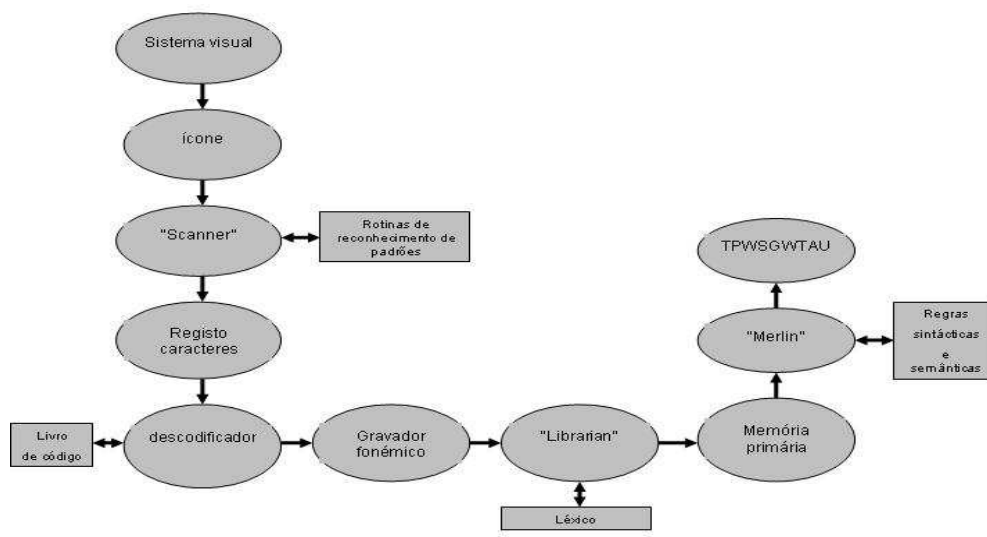 Sistema visual
ícone
"Scanner"
Rotinas de
reconhecimento de
padrões
Registo
caracteres
Livro
de código
descodificador
Gravador
fonémico
"Librarian"
Léxico
Memória
primária
"Merlin"
Regras
sintácticas
e
semânticas
TPWSGWTAU